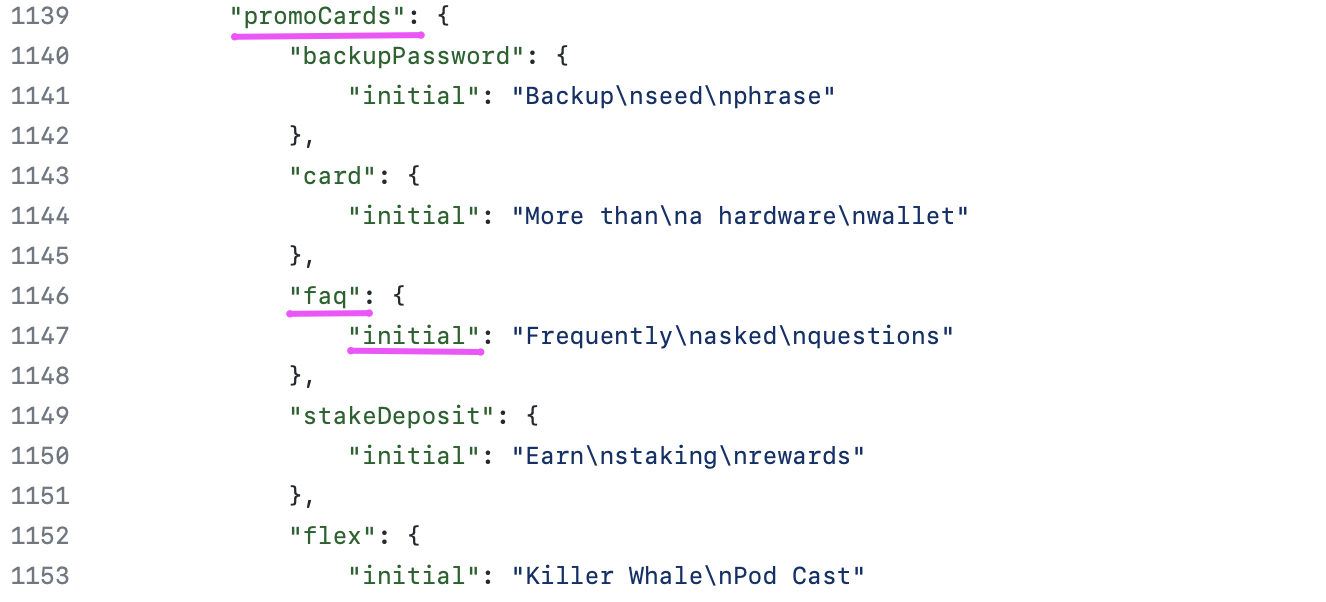 1139 "promoCards": {
1140 "backupPassword": {
1141 "initial": "Backup\nseed\nphrase"
1142 },
1143 "card": {
1144 "initial": "More than\na hardware\nwallet"
1145 },
1146 "faq": {
1147 "initial": "Frequently\nasked\nquestions"
1148 },
1149 "stakeDeposit": {
1150 "initial": "Earn\nstaking\nrewards"
1151 },
1152 "flex": {
1153 "initial": "Killer Whale\nPod Cast"